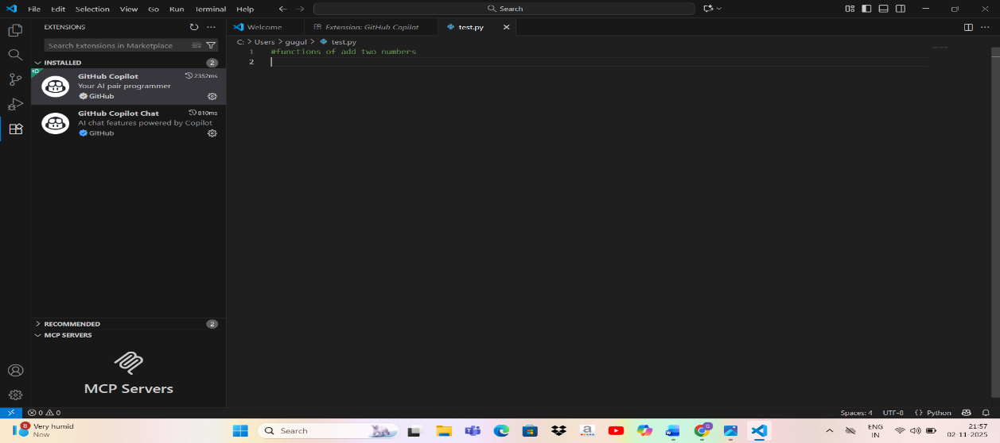 File Edit Selection View Go Run Terminal Help
Search
EXTENSIONS
Search Extensions in Marketplace
INSTALLED 2
GitHub Copilot 2352ms
Your AI pair programmer
GitHub
GitHub Copilot Chat 810ms
AI chat features powered by Copilot
GitHub
RECOMMENDED 2
MCP SERVERS
MCP Servers
Welcome Extension: GitHub Copilot test.py
C: > Users > gugul > test.py
1 #functions of add two numbers
2
0 0 Spaces: 4 UTF-8 {} Python
8 Very humid
Now
Search
ENG
IN
21:57
02-11-2025